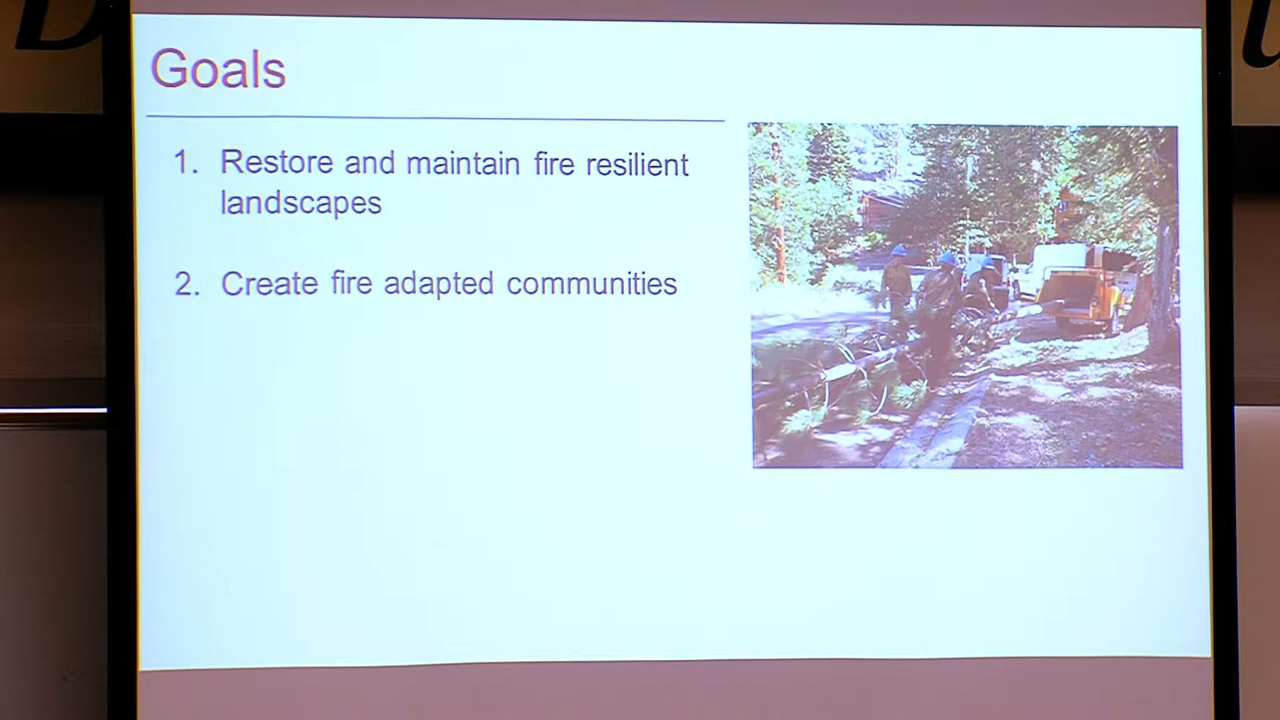 Goals
1. Restore and maintain fire resilient
landscapes
2. Create fire adapted communities